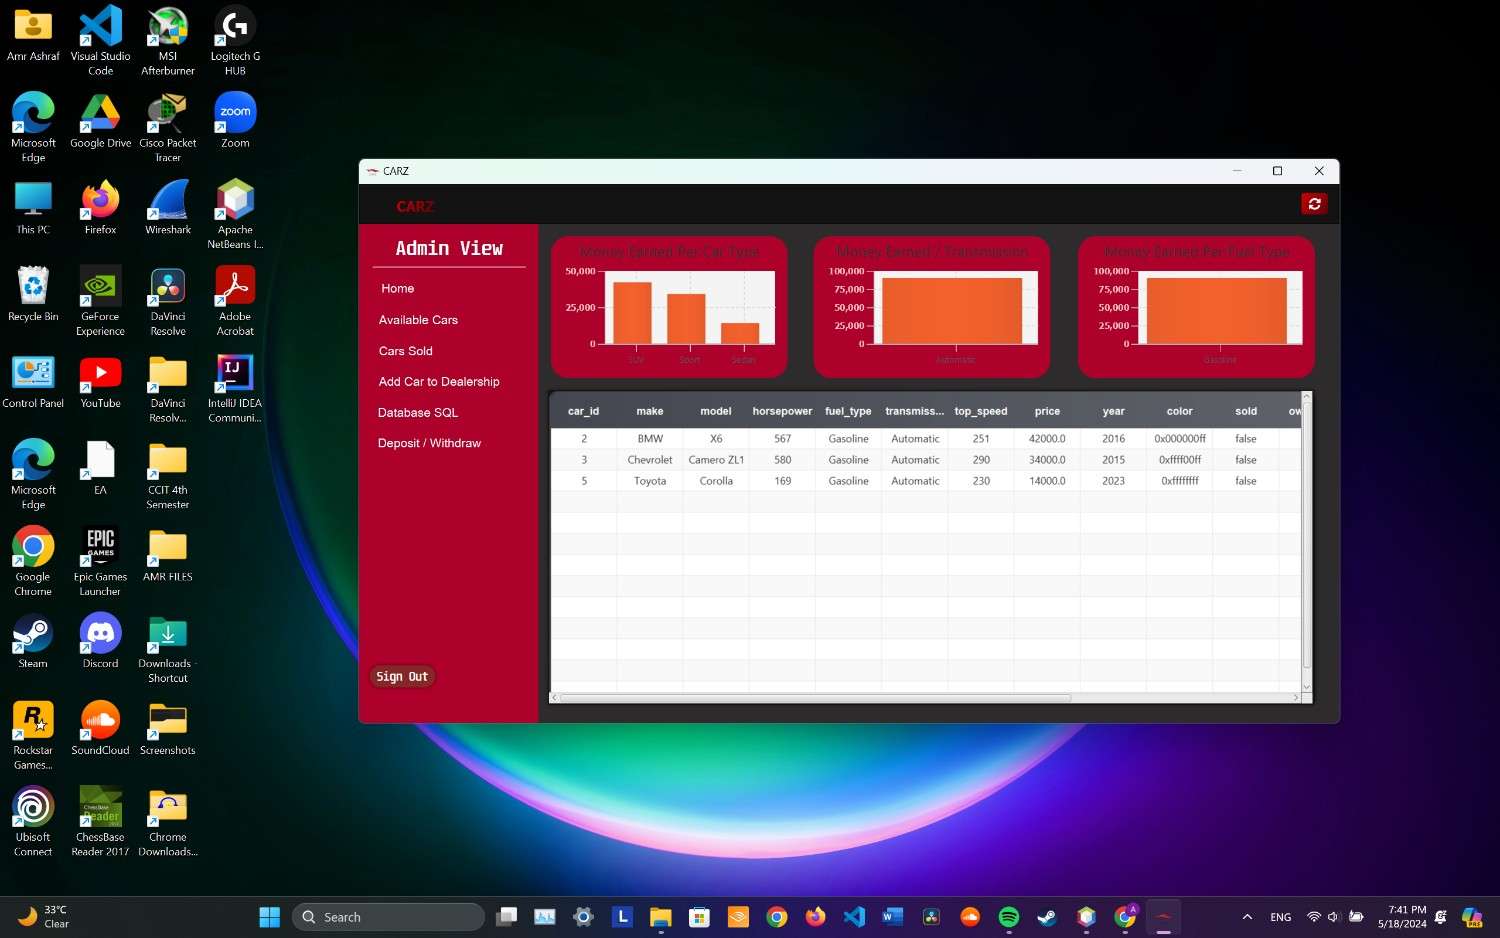 Amr Ashraf
Visual Studio
Code
MSI
Afterburner
Logitech G
HUB
Microsoft
Edge
Google Drive
Cisco Packet
Tracer
zoom
Zoom
This PC
Firefox
Wireshark
Apache
NetBeans I...
Recycle Bin
GeForce
Experience
DaVinci
Resolve
Adobe
Acrobat
Control Panel
YouTube
DaVinci
Resolv...
IJ
IntelliJ IDEA
Communi...
Microsoft
Edge
EA
CCIT 4th
Semester
Google
Chrome
EPIC
GAMES
Epic Games
Launcher
AMR FILES
Steam
Discord
Downloads -
Shortcut
Rockstar
Games...
SoundCloud
Screenshots
Ubisoft
Connect
ChessBase
Reader
ChessBase
Reader 2017
Chrome
Downloads...
CARZ
CARZ
Admin View
Home
Available Cars
Cars Sold
Add Car to Dealership
Database SQL
Deposit / Withdraw
Sign Out
Money Earned Per Car Type
50,000
25,000
0
SUV Sport Sedan
Money Earned / Transmission
100,000
75,000
50,000
25,000
0
Automatic
Money Earned Per Fuel Type
100,000
75,000
50,000
25,000
0
Gasoline
car_id make model horsepower fuel_type transmiss... top_speed price year color sold ow
2 BMW X6 567 Gasoline Automatic 251 42000.0 2016 0x000000ff false
3 Chevrolet Camero ZL1 580 Gasoline Automatic 290 34000.0 2015 0xffff00ff false
5 Toyota Corolla 169 Gasoline Automatic 230 14000.0 2023 0xffffffff false
33°C
Clear
Search
L
W
A
ENG
7:41 PM
5/18/2024
PRE